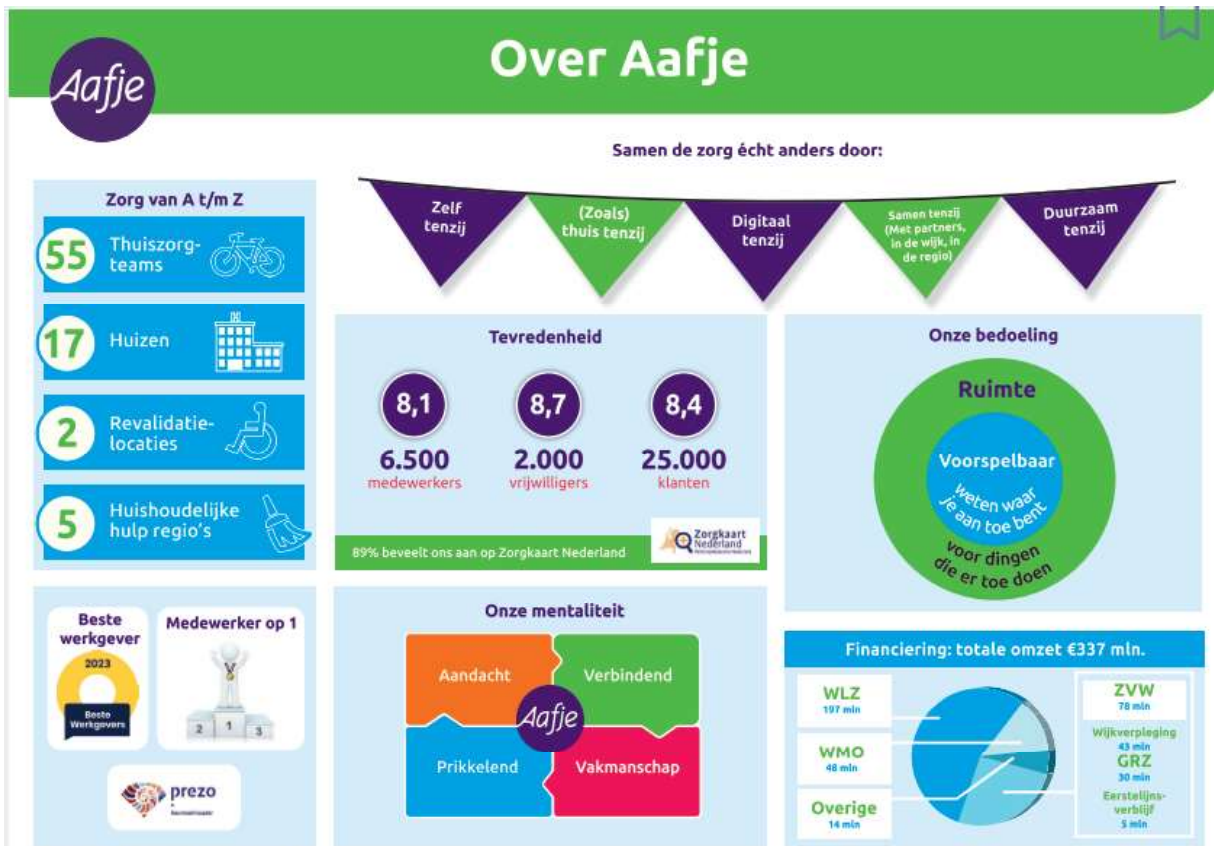 Over Aafje
Aafje
Samen de zorg écht anders door:
Zelf
tenzij
(Zoals)
thuis tenzij
Digitaal
tenzij
Samen tenzij
(Met partners,
in de wijk, in
de regio)
Duurzaam
tenzij
Zorg van A t/m Z
55
Thuiszorg-
teams
17
Huizen
2
Revalidatie-
locaties
5
Huishoudelijke
hulp regio's
Tevredenheid
8,1
6.500
medewerkers
8,7
2.000
vrijwilligers
8,4
25.000
klanten
89% beveelt ons aan op Zorgkaart Nederland
Zorgkaart
Nederland
Onze bedoeling
Ruimte
Voorspelbaar
weten waar
je aan toe bent
voor dingen
die er toe doen
Beste
werkgever
2023
Beste
Werkgevers
Medewerker op 1
2 1 3
prezo
Onze mentaliteit
Aandacht
Verbindend
Aafje
Prikkelend
Vakmanschap
Financiering: totale omzet €337 mln.
WLZ
197 mln
WMO
48 mln
Overige
14 mln
ZVW
78 mln
Wijkverpleging
43 mln
GRZ
30 mln
Eerstelijns-
verblijf
5 mln